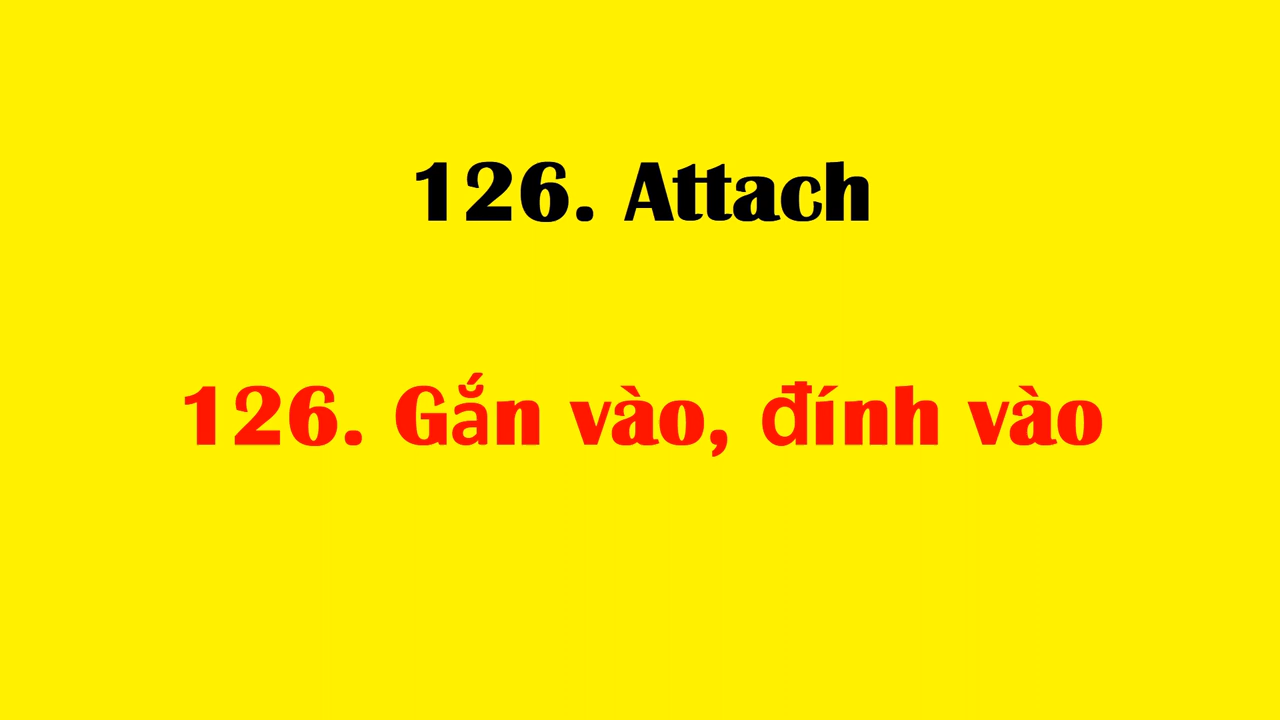 126. Attach
126. Gắn vào, đính vào